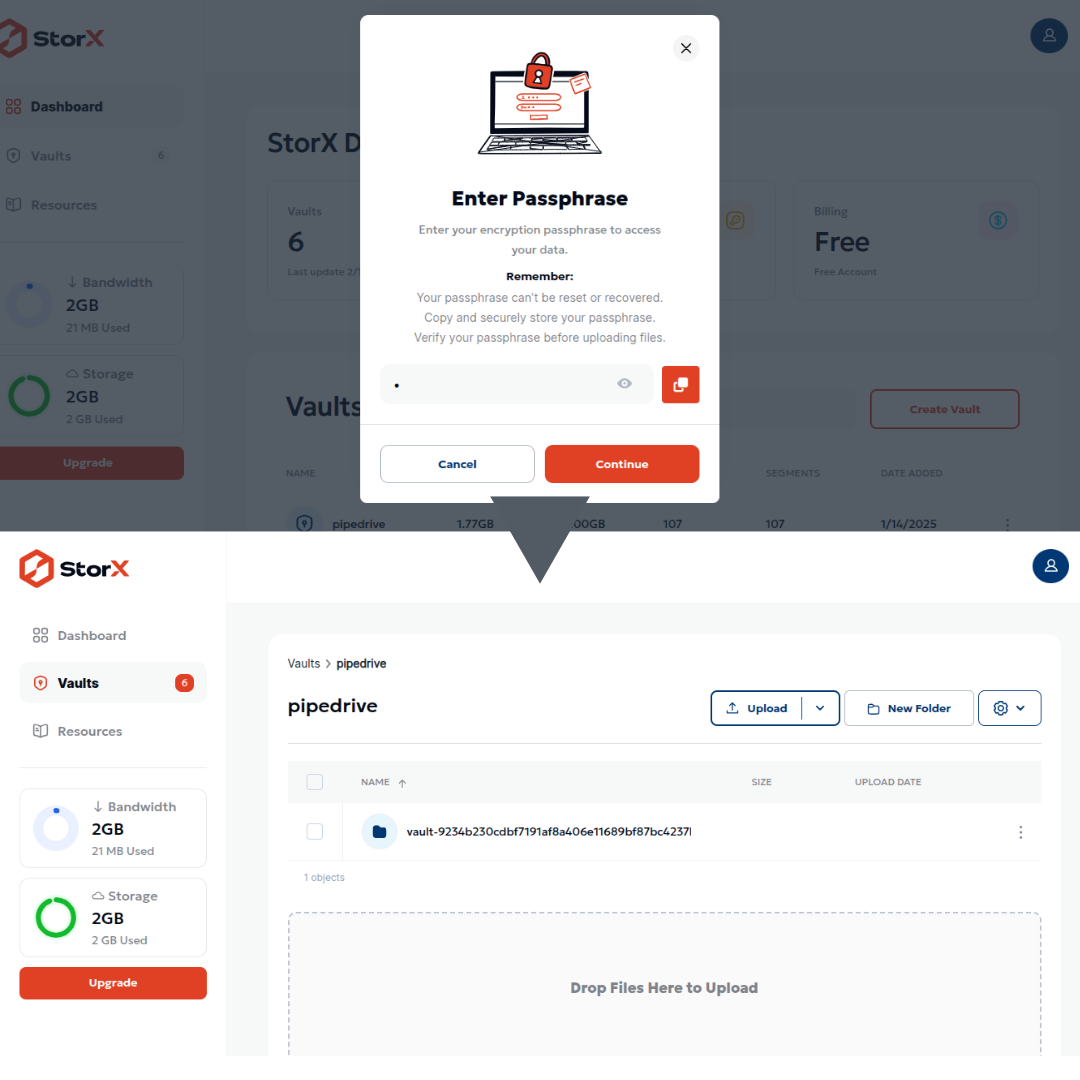 StorX
Dashboard
Vaults 6
Resources
↓ Bandwidth
2GB
21 MB Used
Storage
2GB
2 GB Used
Upgrade
StorX D
Vaults
6
Last update 2/1
Billing
Free
Free Account
Vaults
Create Vault
NAME SEGMENTS DATE ADDED
pipedrive 1.77GB 00GB 107 107 1/14/2025
Enter Passphrase
Enter your encryption passphrase to access
your data.
Remember:
Your passphrase can't be reset or recovered.
Copy and securely store your passphrase.
Verify your passphrase before uploading files.
•
Cancel Continue
StorX
Dashboard
Vaults 6
Resources
↓ Bandwidth
2GB
21 MB Used
Storage
2GB
2 GB Used
Upgrade
Vaults > pipedrive
pipedrive
Upload New Folder
NAME ↑ SIZE UPLOAD DATE
vault-9234b230cdbf7191af8a406e11689bf87bc4237
1 objects
Drop Files Here to Upload